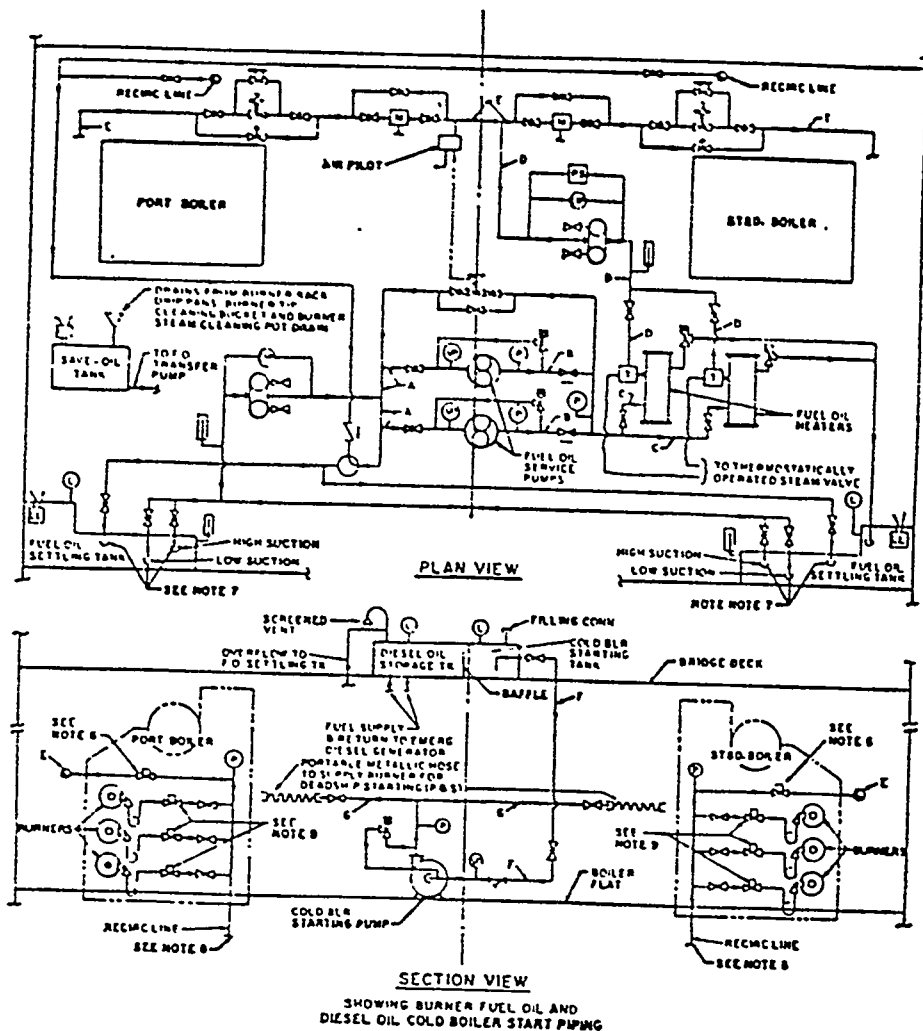 RECIRC LINE
RECIRC LINE
E
E
E
M
M
AIR PILOT
D
PS
PORT BOILER
STBD. BOILER
D
DRAINS FROM BURNER RACK
DRIP PANS, BURNER TIP
CLEANING BUCKET AND BURNER
STEAM CLEANING POT DRAIN
D
D
SAVE-OIL
TANK
TO F.O.
TRANSFER
PUMP
A
A
P
P
P
B
B
T
T
C
C
FUEL OIL
HEATERS
FUEL OIL
SERVICE
PUMPS
TO THERMOSTATICALLY
OPERATED STEAM VALVE
L
L
FUEL OIL
SETTLING TANK
HIGH SUCTION
LOW SUCTION
SEE NOTE 7
PLAN VIEW
HIGH SUCTION
LOW SUCTION
FUEL OIL
SETTLING TANK
NOTE NOTE 7
SCREENED
VENT
L
L
FILLING CONN
OVERFLOW TO
F.O SETTLING TK
DIESEL OIL
STORAGE TK
COLD BLR
STARTING
TANK
BRIDGE DECK
BAFFLE
F
FUEL SUPPLY
& RETURN TO EMERG
DIESEL GENERATOR
PORTABLE METALLIC HOSE
TO SUPPLY BURNER FOR
DEADSHIP STARTING (P & S)
SEE
NOTE 6
PORT BOILER
STBD. BOILER
SEE
NOTE 6
E
P
P
E
G
G
P
BURNERS
SEE
NOTE 9
SEE
NOTE 9
BURNERS
F
BOILER
FLAT
COLD BLR
STARTING PUMP
RECIRC LINE
SEE NOTE 8
RECIRC LINE
SEE NOTE 8
SECTION VIEW
SHOWING BURNER FUEL OIL AND
DIESEL OIL COLD BOILER START PIPING